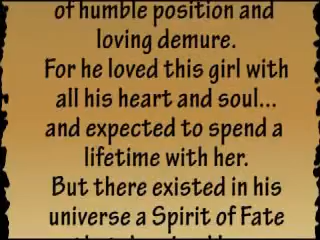 of humble position and
loving demure.
For he loved this girl with
all his heart and soul...
and expected to spend a
lifetime with her.
But there existed in his
universe a Spirit of Fate